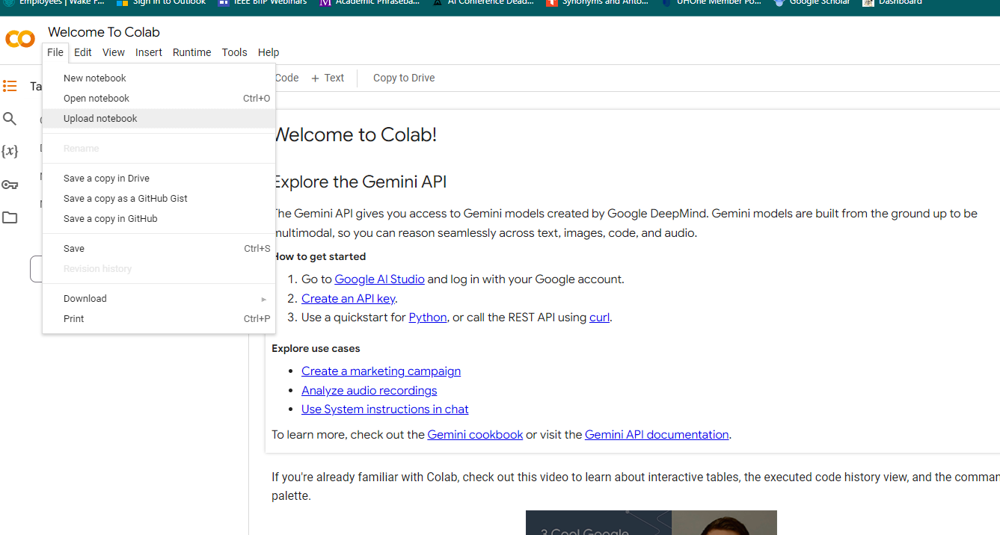 Employees | Wake F... Sign in to Outlook IEEE BIIP Webinars Academic Phraseba... AI Conference Dead... Synonyms and Anto... UHOne Member Po... Google Scholar Dashboard
Welcome To Colab
File Edit View Insert Runtime Tools Help
New notebook
Open notebook Ctrl+O
Upload notebook
Rename
Save a copy in Drive
Save a copy as a GitHub Gist
Save a copy in GitHub
Save Ctrl+S
Revision history
Download
Print Ctrl+P
Ta
{x}
Code + Text Copy to Drive
Welcome to Colab!
Explore the Gemini API
The Gemini API gives you access to Gemini models created by Google DeepMind. Gemini models are built from the ground up to be
multimodal, so you can reason seamlessly across text, images, code, and audio.
How to get started
1. Go to Google AI Studio and log in with your Google account.
2. Create an API key.
3. Use a quickstart for Python, or call the REST API using curl.
Explore use cases
• Create a marketing campaign
• Analyze audio recordings
• Use System instructions in chat
To learn more, check out the Gemini cookbook or visit the Gemini API documentation.
If you're already familiar with Colab, check out this video to learn about interactive tables, the executed code history view, and the comman
palette.
3 Cool Google